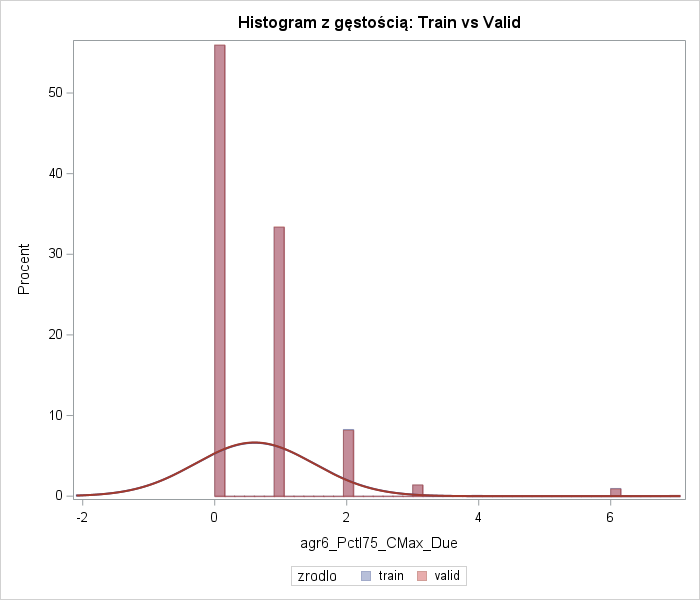 Histogram z gęstością: Train vs Valid
50
40
30
20
10
0
Procent
-2 0 2 4 6
agr6_Pctl75_CMax_Due
zrodlo train valid